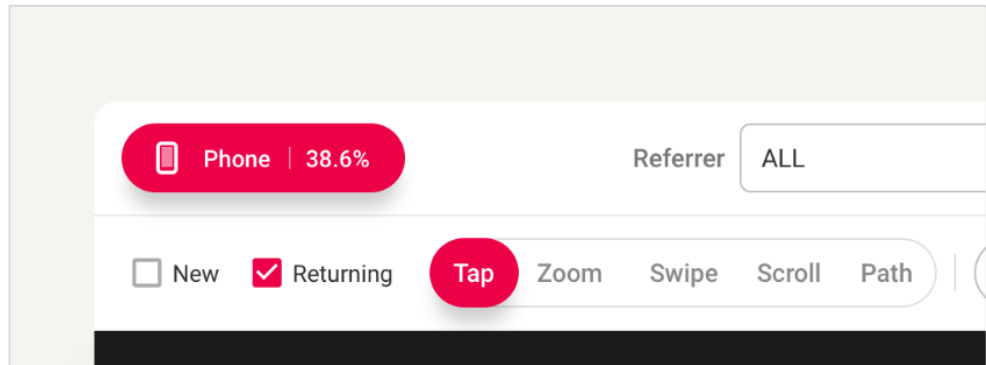 Phone | 38.6% Referrer ALL
New Returning Tap Zoom Swipe Scroll Path